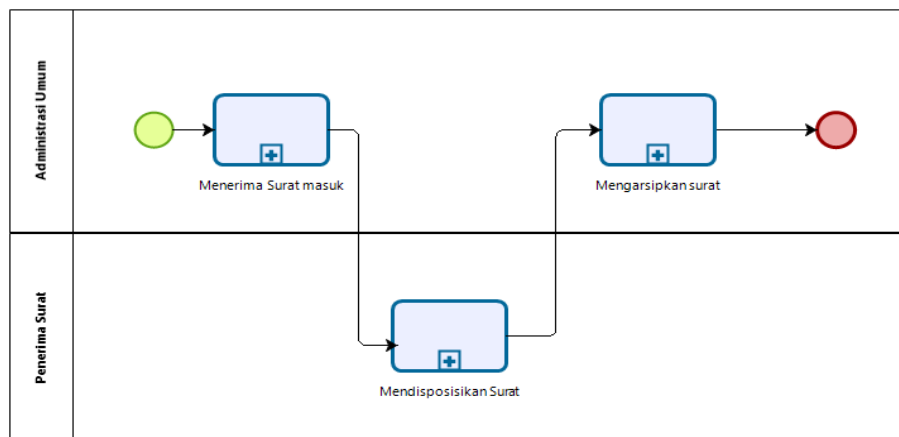 Administrasi Umum
Menerima Surat masuk
Mengarsipkan surat
Penerima Surat
Mendisposisikan Surat